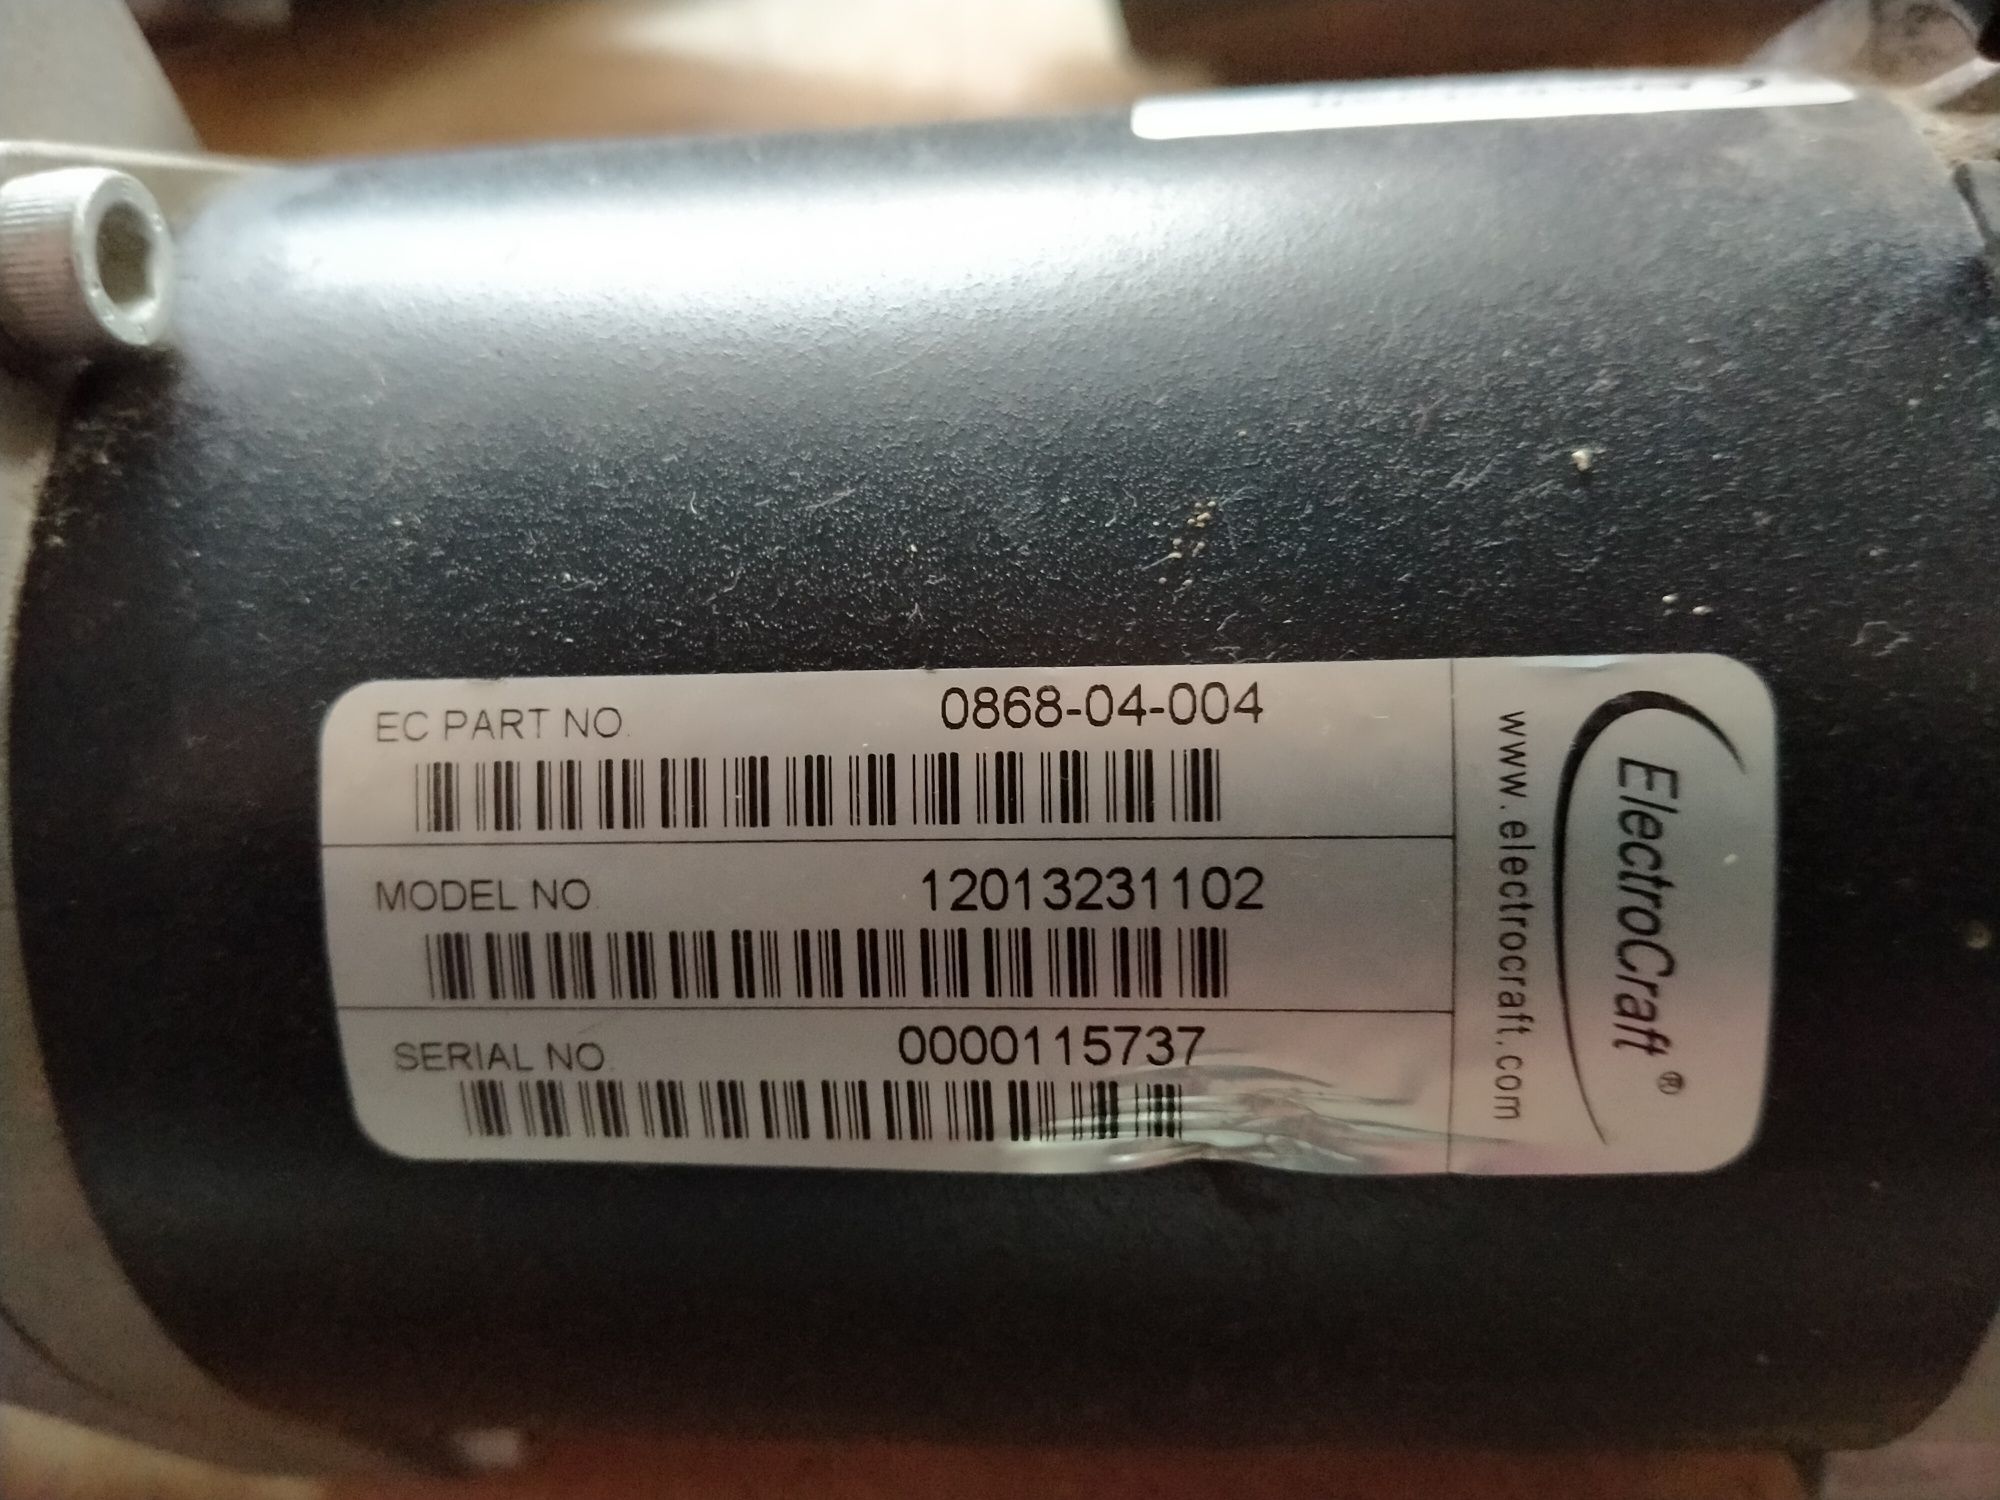 EC PART NO. 0868-04-004
MODEL NO. 12013231102
SERIAL NO. 0000115737
www.electrocraft.com
ElectroCraft®